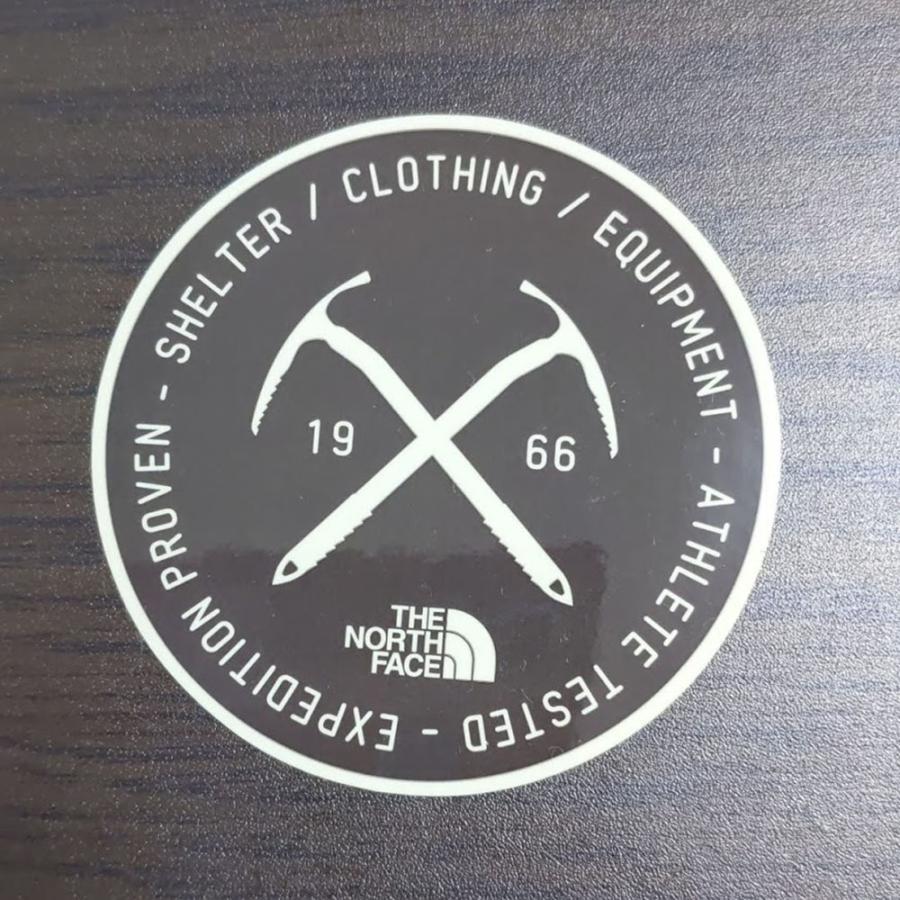 SHELTER / CLOTHING / EQUIPMENT - ATHLETE TESTED - EXPEDITION PROVEN -
19 66
THE
NORTH
FACE